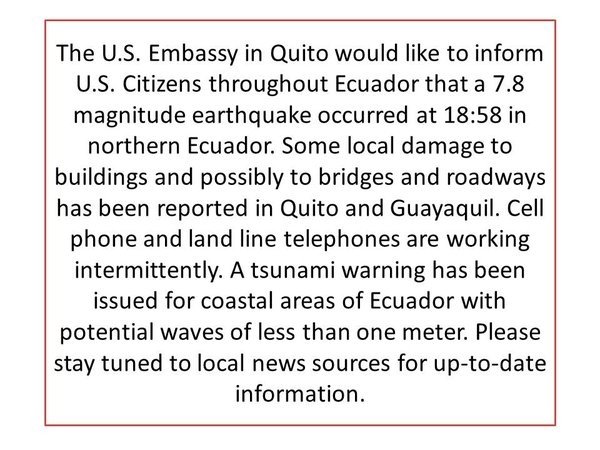 The U.S. Embassy in Quito would like to inform
U.S. Citizens throughout Ecuador that a 7.8
magnitude earthquake occurred at 18:58 in
northern Ecuador. Some local damage to
buildings and possibly to bridges and roadways
has been reported in Quito and Guayaquil. Cell
phone and land line telephones are working
intermittently. A tsunami warning has been
issued for coastal areas of Ecuador with
potential waves of less than one meter. Please
stay tuned to local news sources for up-to-date
information.